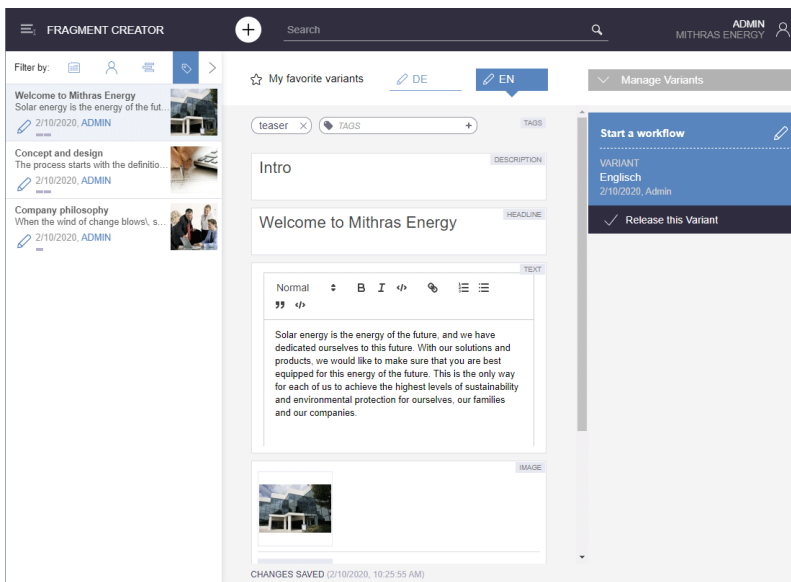 FRAGMENT CREATOR
Search
ADMIN
MITHRAS ENERGY
Filter by:
Welcome to Mithras Energy
Solar energy is the energy of the fut...
2/10/2020, ADMIN
Concept and design
The process starts with the definitio...
2/10/2020, ADMIN
Company philosophy
When the wind of change blows\, s...
2/10/2020, ADMIN
My favorite variants
DE
EN
teaser
TAGS
TAGS
DESCRIPTION
Intro
HEADLINE
Welcome to Mithras Energy
TEXT
Normal
B I </>
</>
Solar energy is the energy of the future, and we have
dedicated ourselves to this future. With our solutions and
products, we would like to make sure that you are best
equipped for this energy of the future. This is the only way
for each of us to achieve the highest levels of sustainability
and environmental protection for ourselves, our families
and our companies.
IMAGE
CHANGES SAVED (2/10/2020, 10:25:55 AM)
Manage Variants
Start a workflow
VARIANT
Englisch
2/10/2020, Admin
Release this Variant